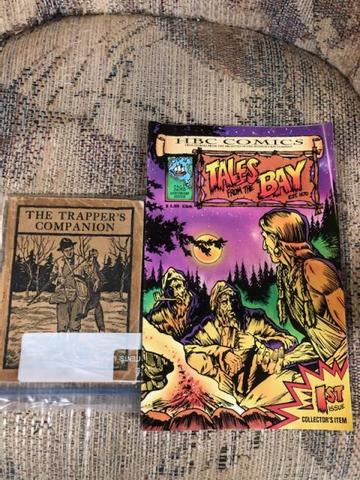 THE TRAPPER'S
COMPANION
HBC COMICS
TALES
FROM THE
BAY
1ST
ISSUE
COLLECTOR'S ITEM